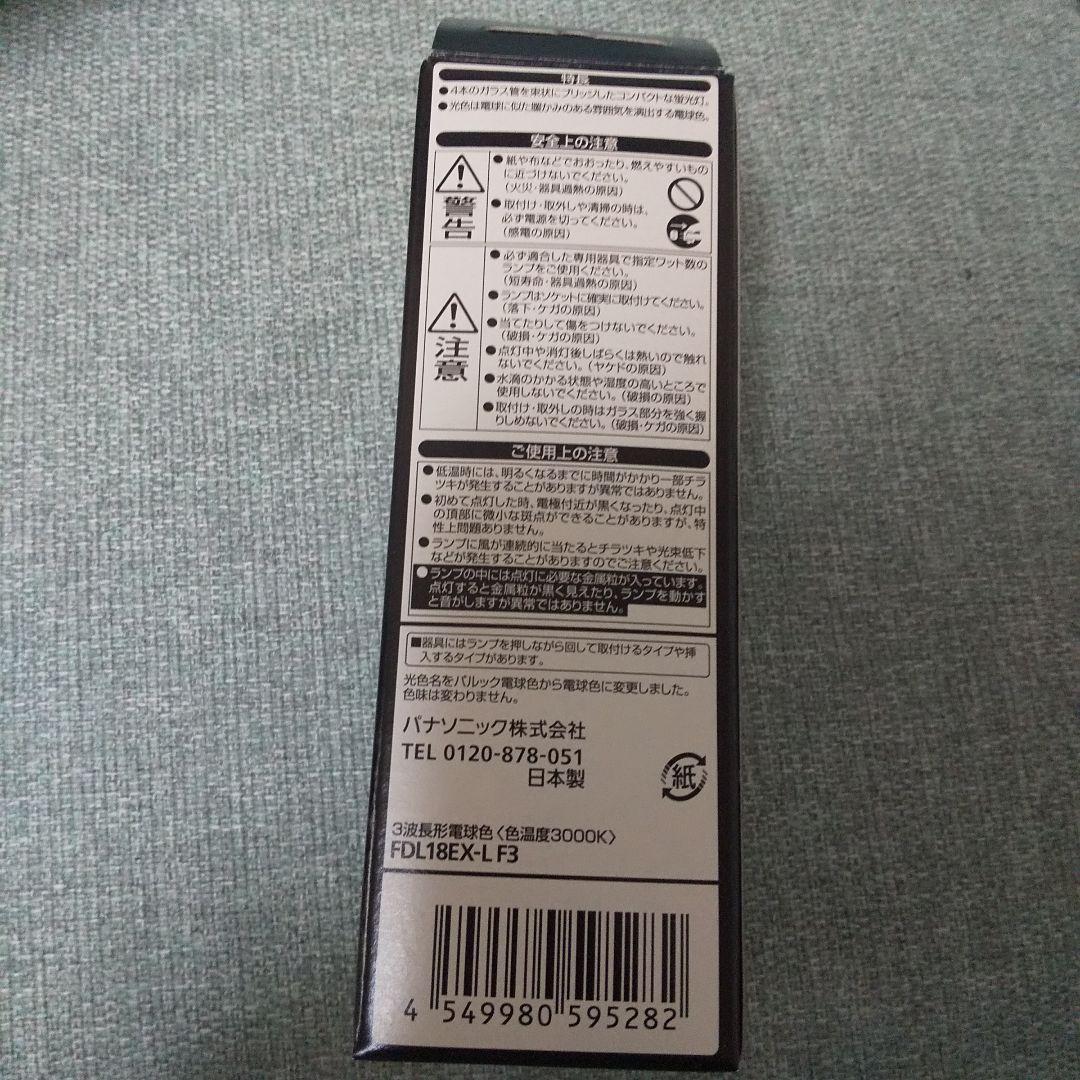 特長
●4本のガラス管を束状にブリッジしたコンパクトな蛍光灯。
●光色は電球に似た暖かみのある雰囲気を演出する電球色。
安全上の注意
警告
●紙や布などでおおったり、燃えやすいもの
に近づけないでください。
(火災・器具過熱の原因)
●取付け・取外しや清掃の時は、
必ず電源を切ってください。
(感電の原因)
注意
●必ず適合した専用器具で指定ワット数の
ランプをご使用ください。
(短寿命・器具過熱の原因)
●ランプはソケットに確実に取付けてください。
(落下・ケガの原因)
●当てたりして傷をつけないでください。
(破損・ケガの原因)
●点灯中や消灯後しばらくは熱いので触れ
ないでください。(ヤケドの原因)
●水滴のかかる状態や湿度の高いところで
使用しないでください。(破損の原因)
●取付け・取外しの時はガラス部分を強く握
りしめないでください。(破損・ケガの原因)
ご使用上の注意
●低温時には、明るくなるまでに時間がかかり一部チラ
ツキが発生することがありますが異常ではありません。
●初めて点灯した時、電極付近が黒くなったり、点灯中
の頂部に微小な斑点ができることがありますが、特
性上問題ありません。
●ランプに風が連続的に当たるとチラツキや光束低下
などが発生することがありますのでご注意ください。
●ランプの中には点灯に必要な金属粒が入っています。
点灯すると金属粒が黒く見えたり、ランプを動かす
と音がしますが異常ではありません。
■器具にはランプを押しながら回して取付けるタイプや挿
入するタイプがあります。
光色名をパルック電球色から電球色に変更しました。
色味は変わりません。
パナソニック株式会社
TEL 0120-878-051
日本製
紙
3波長形電球色〈色温度3000K〉
FDL18EX-L F3
4 549980 595282